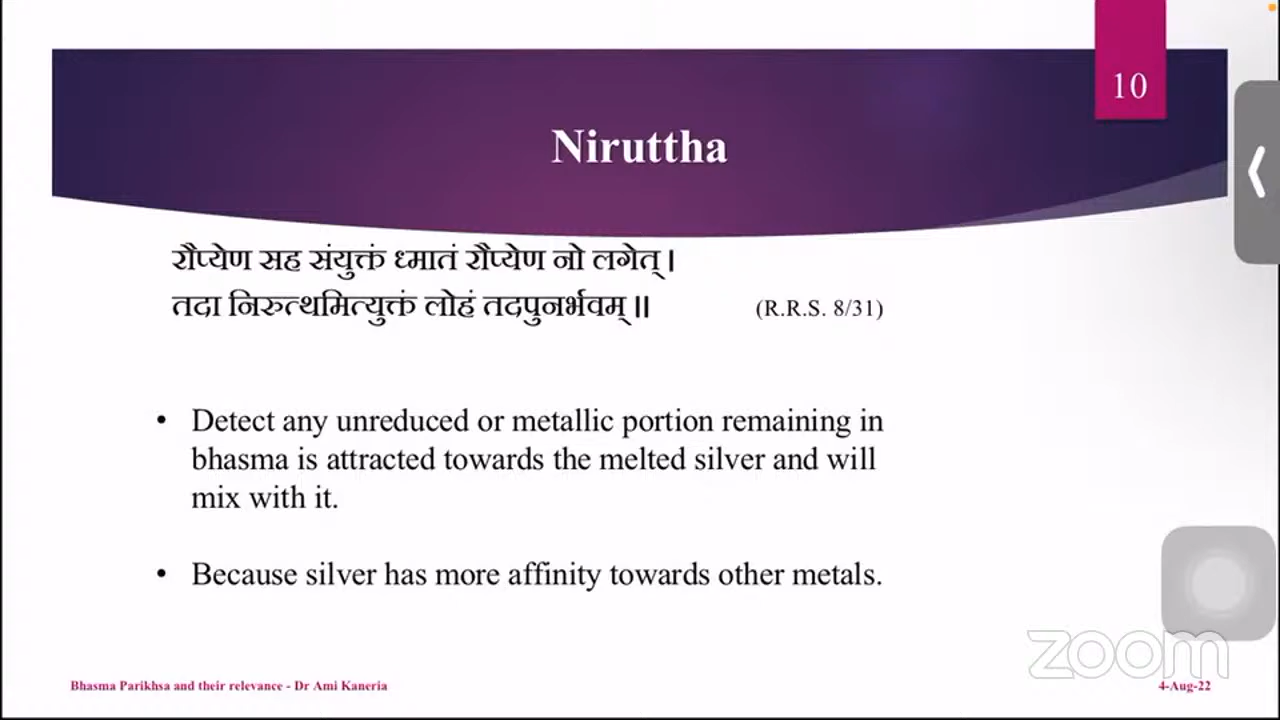 10
Niruttha
रौप्येण सह संयुक्तं ध्मातं रौप्येण नो लगेत् ।
तदा निरुत्थमित्युक्तं लोहं तदपुनर्भवम् ॥ (R.R.S. 8/31)
• Detect any unreduced or metallic portion remaining in
bhasma is attracted towards the melted silver and will
mix with it.
• Because silver has more affinity towards other metals.
zoom
Bhasma Parikhsa and their relevance - Dr Ami Kaneria 4-Aug-22